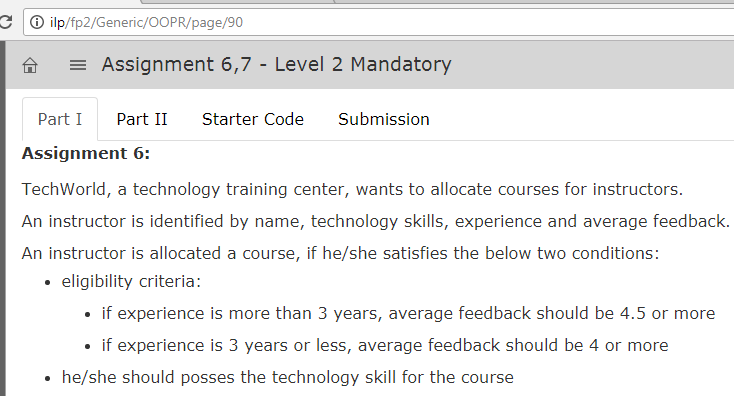 ilp/fp2/Generic/OOPR/page/90
Assignment 6,7 - Level 2 Mandatory
Part I Part II Starter Code Submission
Assignment 6:
TechWorld, a technology training center, wants to allocate courses for instructors.
An instructor is identified by name, technology skills, experience and average feedback.
An instructor is allocated a course, if he/she satisfies the below two conditions:
• eligibility criteria:
• if experience is more than 3 years, average feedback should be 4.5 or more
• if experience is 3 years or less, average feedback should be 4 or more
• he/she should posses the technology skill for the course